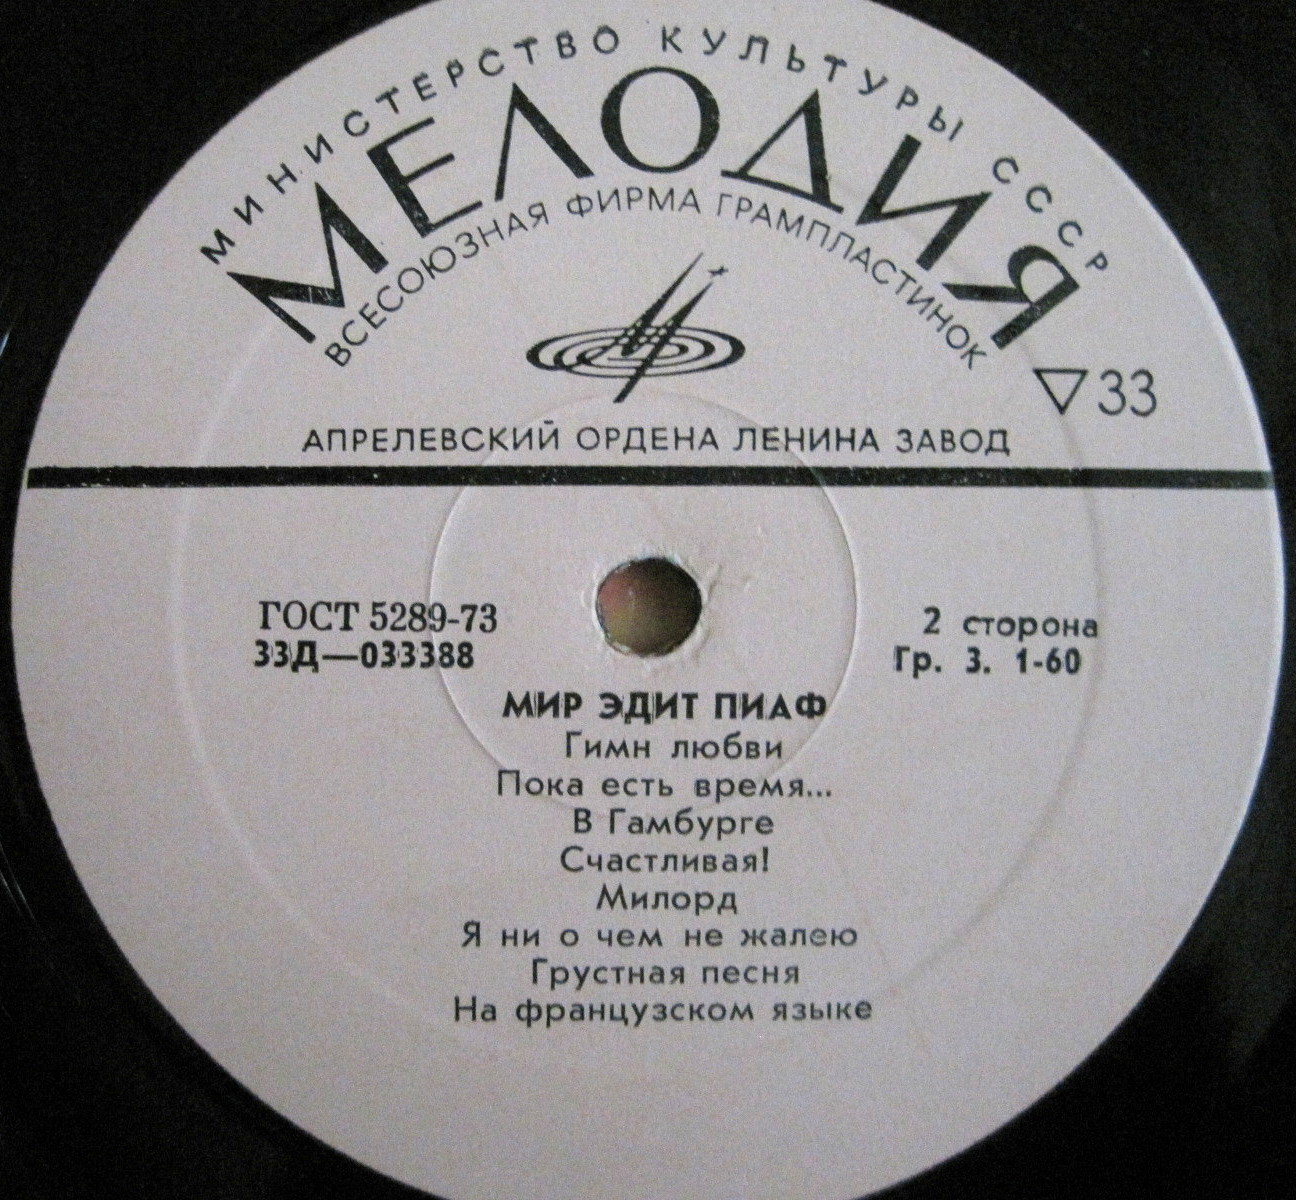 МИНИСТЕРСТВО КУЛЬТУРЫ СССР
МЕЛОДИЯ
ВСЕСОЮЗНАЯ ФИРМА ГРАМПЛАСТИНОК
33
АПРЕЛЕВСКИЙ ОРДЕНА ЛЕНИНА ЗАВОД
ГОСТ 5289-73
33Д—033388
2 сторона
Гр. 3. 1-60
МИР ЭДИТ ПИАФ
Гимн любви
Пока есть время...
В Гамбурге
Счастливая!
Милорд
Я ни о чем не жалею
Грустная песня
На французском языке